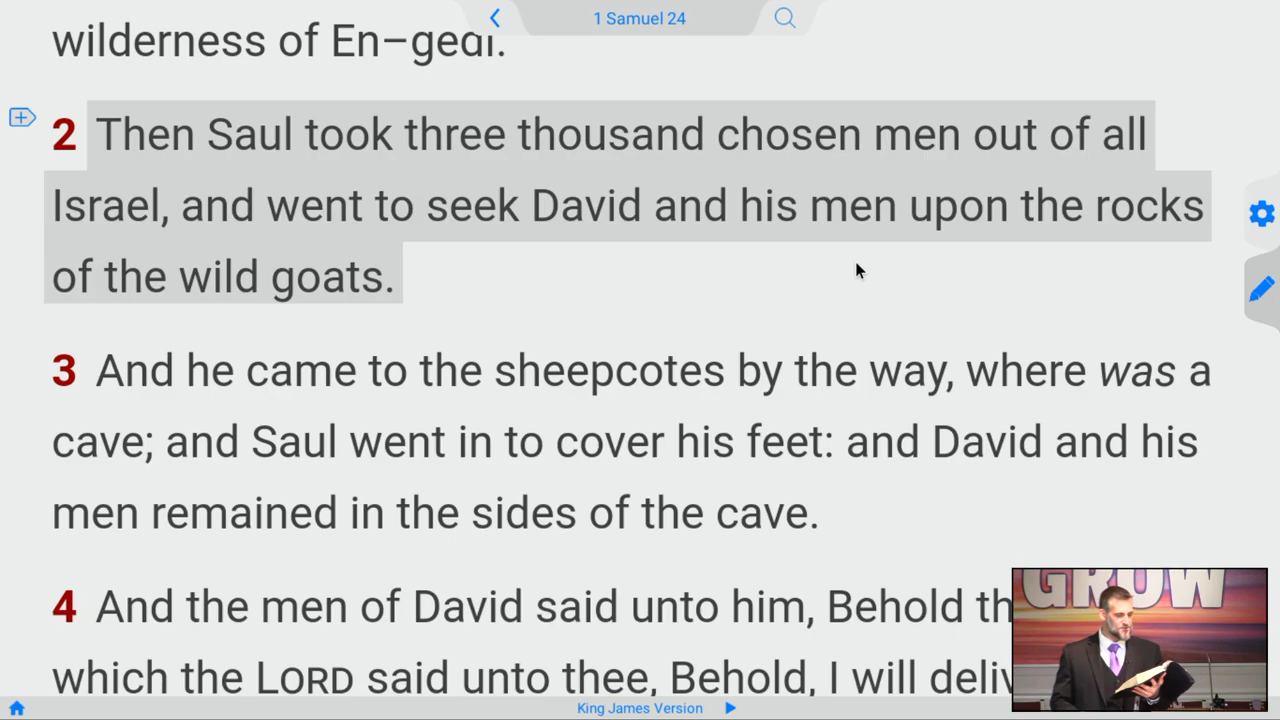 1 Samuel 24
wilderness of En–gedi.
2 Then Saul took three thousand chosen men out of all
Israel, and went to seek David and his men upon the rocks
of the wild goats.
3 And he came to the sheepcotes by the way, where was a
cave; and Saul went in to cover his feet: and David and his
men remained in the sides of the cave.
4 And the men of David said unto him, Behold th
which the LORD said unto thee, Behold, I will deliv
GROW
King James Version